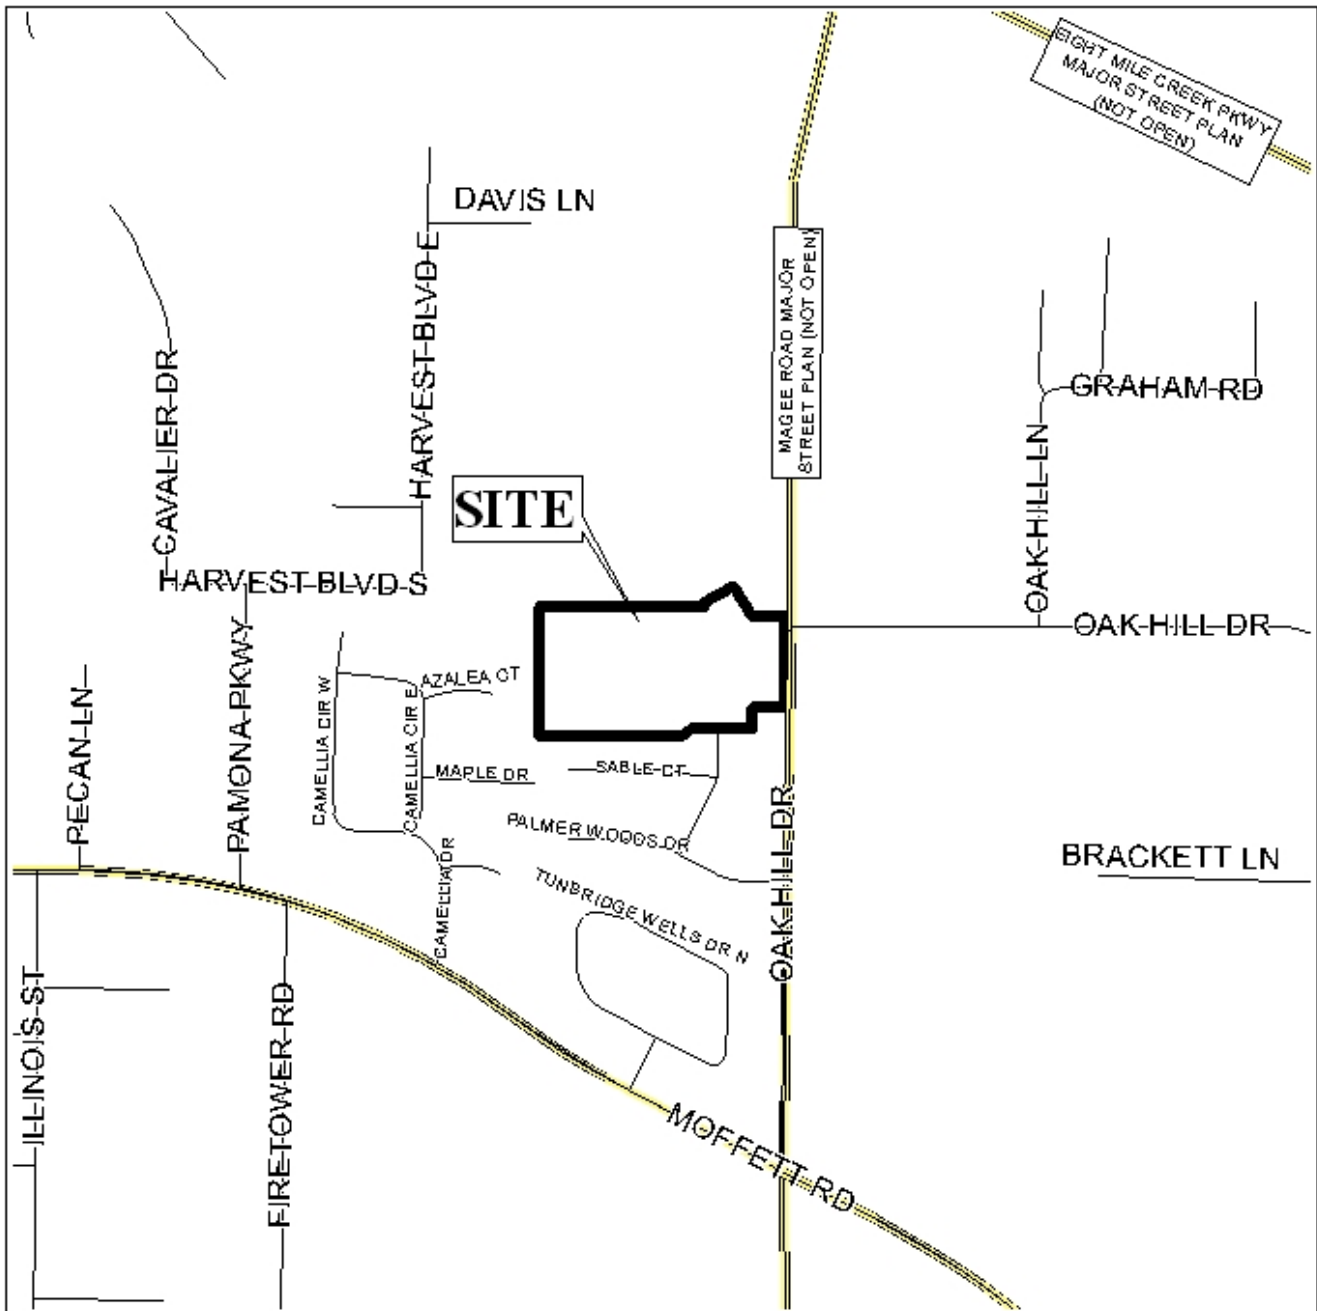 EIGHT MILE CREEK PKWY
MAJOR STREET PLAN
(NOT OPEN)
DAVIS LN
HARVEST BLVD E
MAGEE ROAD MAJOR
STREET PLAN (NOT OPEN)
CAVALIER DR
GRAHAM RD
OAK HILL LN
SITE
HARVEST BLVD S
OAK HILL DR
PAMONA PKWY
PECAN LN
CAMELLIA CIR W
CAMELLIA CIR E
AZALEA CT
MAPLE DR
SABLE CT
PALMER WOODS DR
OAK HILL DR
BRACKETT LN
CAMELLIA DR
TUNBRIDGE WELLS DR N
ILLINOIS ST
FIRETOWER RD
MOFFETT RD